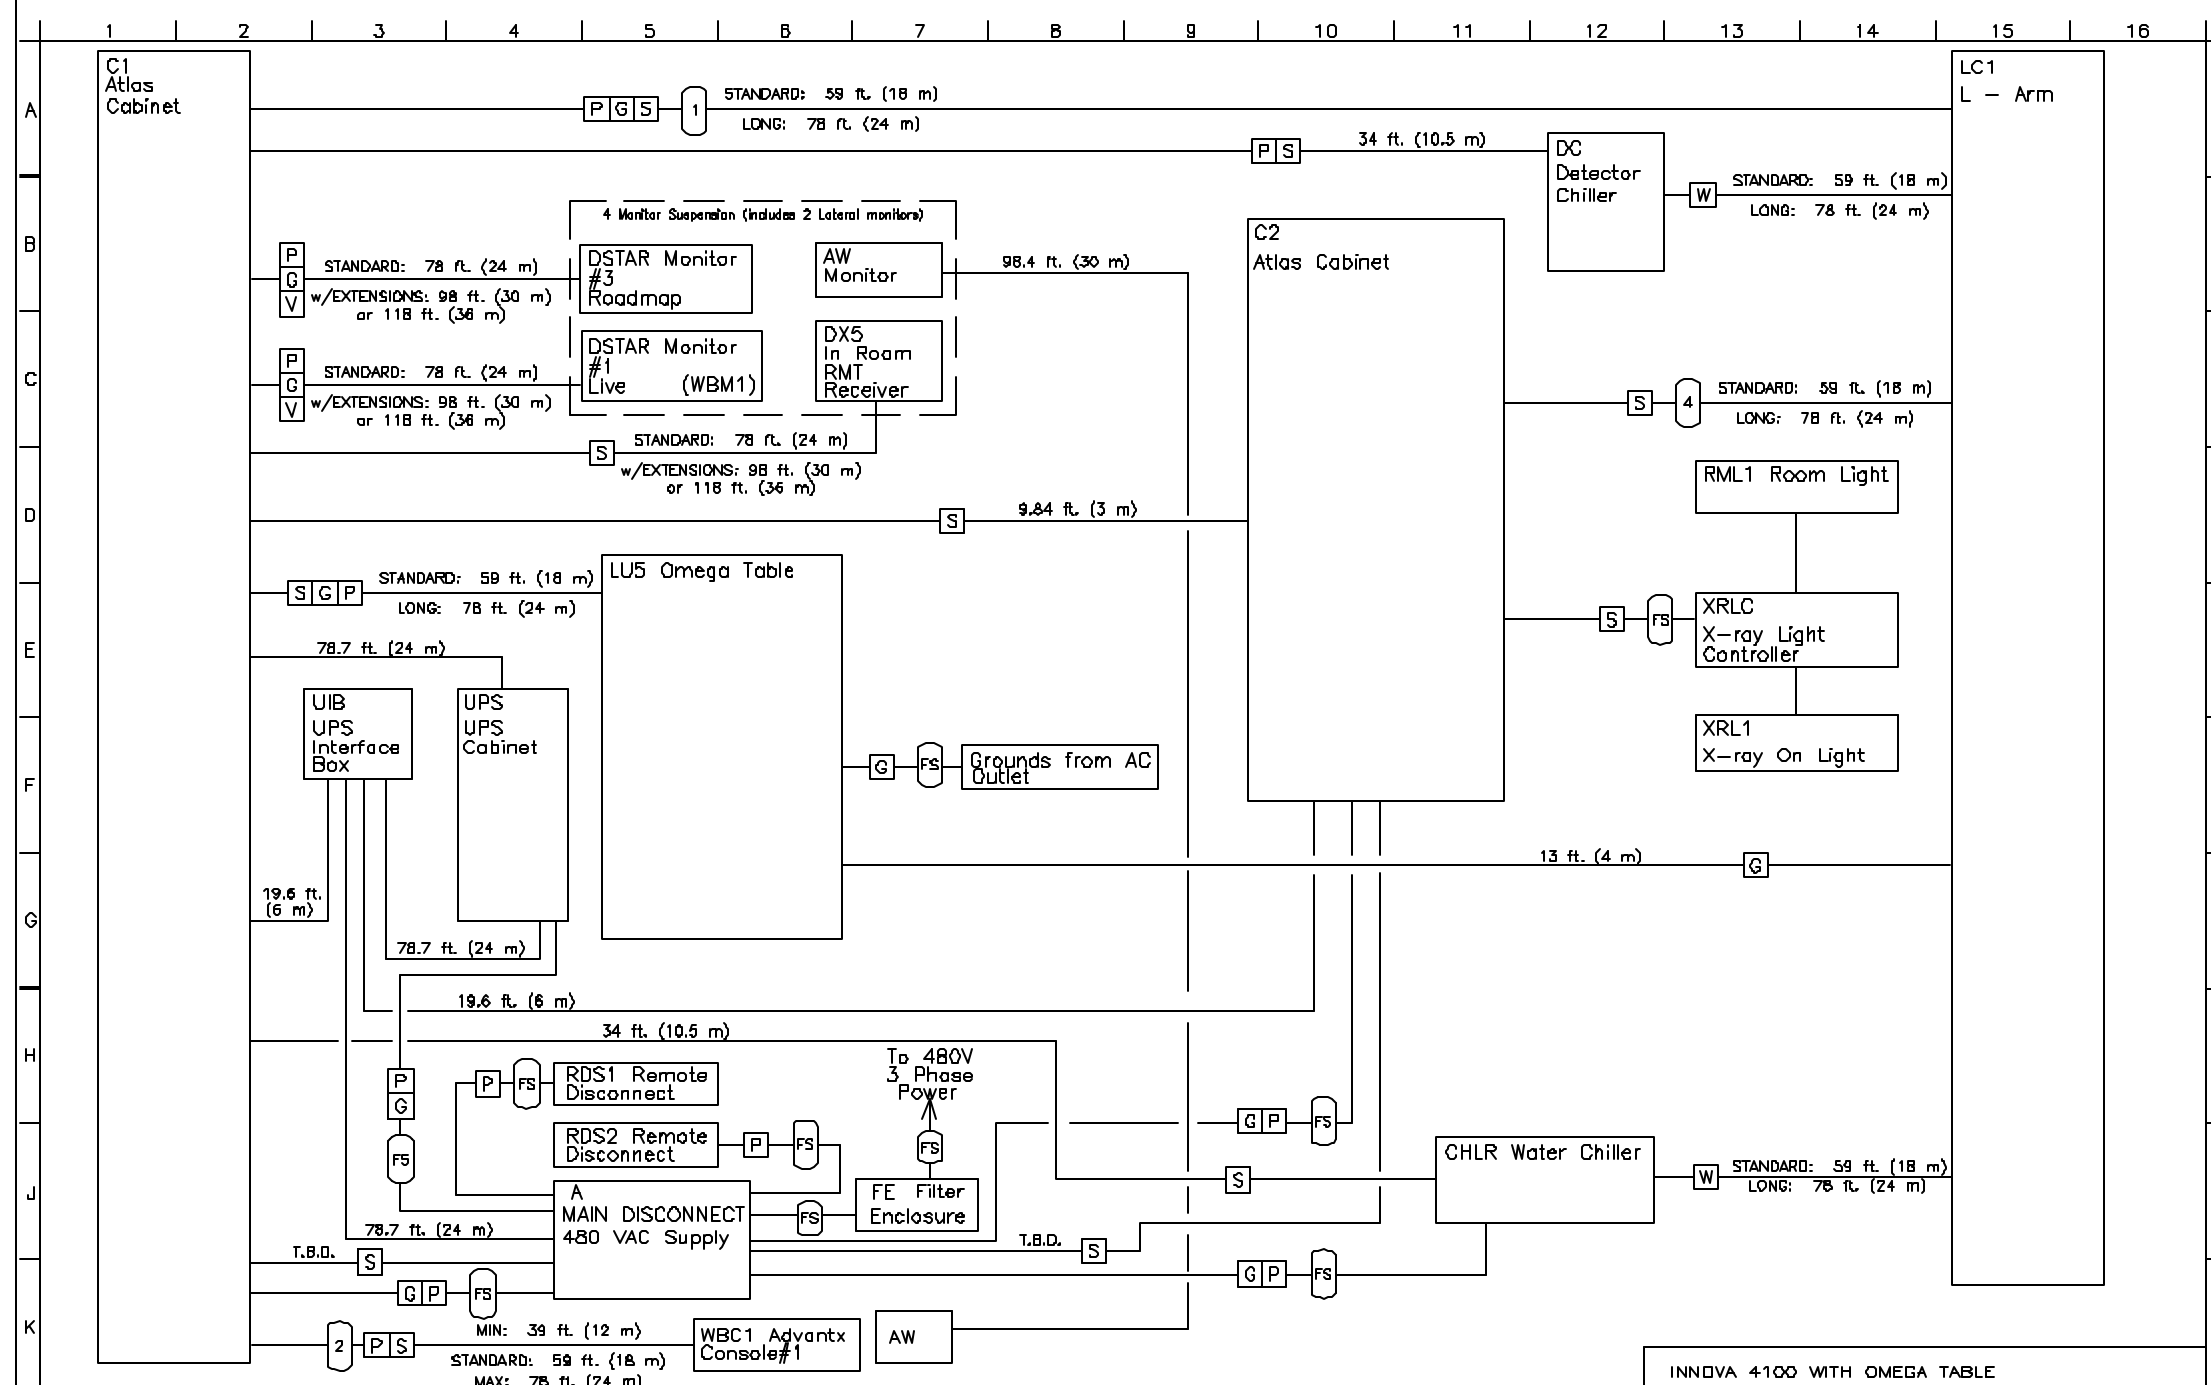 1 2 3 4 5 6 7 8 9 10 11 12 13 14 15 16
A
B
C
D
E
F
G
H
J
K
C1
Atlas
Cabinet
P G S
1
STANDARD: 59 ft. (18 m)
LONG: 78 ft. (24 m)
P S
34 ft. (10.5 m)
DC
Detector
Chiller
W
STANDARD: 59 ft. (18 m)
LONG: 78 ft. (24 m)
LC1
L - Arm
4 Monitor Suspension (includes 2 Lateral monitors)
P
G
V
STANDARD: 78 ft. (24 m)
w/EXTENSIONS: 98 ft. (30 m)
or 118 ft. (36 m)
DSTAR Monitor
#3
Roadmap
AW
Monitor
98.4 ft. (30 m)
C2
Atlas Cabinet
P
G
V
STANDARD: 78 ft. (24 m)
w/EXTENSIONS: 98 ft. (30 m)
or 118 ft. (36 m)
DSTAR Monitor
#1
Live (WBM1)
DX5
In Room
RMT
Receiver
S
STANDARD: 78 ft. (24 m)
w/EXTENSIONS: 98 ft. (30 m)
or 118 ft. (36 m)
S
4
STANDARD: 59 ft. (18 m)
LONG: 78 ft. (24 m)
RML1 Room Light
S
9.84 ft. (3 m)
S G P
STANDARD: 59 ft. (18 m)
LONG: 78 ft. (24 m)
LU5 Omega Table
S
FS
XRLC
X-ray Light
Controller
78.7 ft. (24 m)
UIB
UPS
Interface
Box
UPS
UPS
Cabinet
XRL1
X-ray On Light
G
FS
Grounds from AC
Outlet
13 ft. (4 m)
G
19.6 ft.
(6 m)
78.7 ft. (24 m)
19.6 ft. (6 m)
34 ft. (10.5 m)
P
G
FS
P
FS
RDS1 Remote
Disconnect
To 480V
3 Phase
Power
FS
RDS2 Remote
Disconnect
P
FS
G P
FS
CHLR Water Chiller
W
STANDARD: 59 ft. (18 m)
LONG: 78 ft. (24 m)
S
A
MAIN DISCONNECT
480 VAC Supply
FS
FE Filter
Enclosure
78.7 ft. (24 m)
T.B.D.
S
T.B.D.
S
G P
FS
G P
FS
2
P S
MIN: 39 ft. (12 m)
STANDARD: 59 ft. (18 m)
MAX: 78 ft. (24 m)
WBC1 Advantx
Console#1
AW
INNOVA 4100 WITH OMEGA TABLE